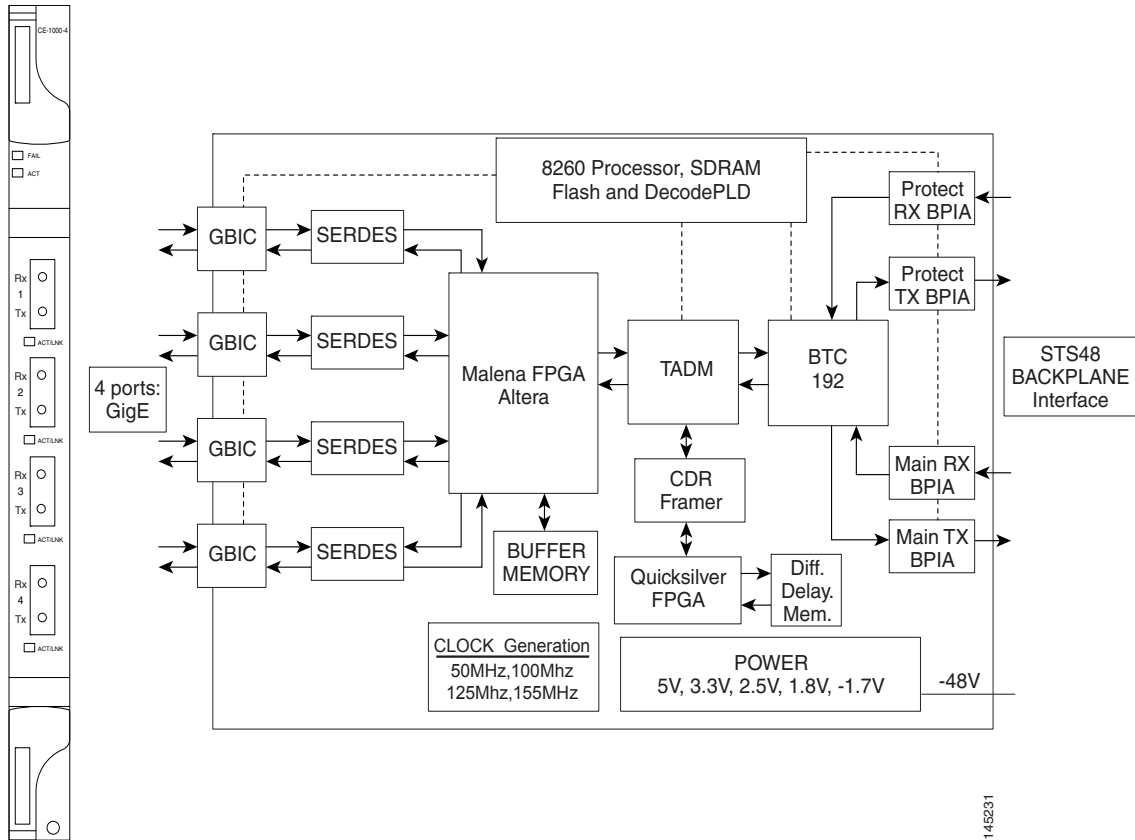 CE-1000-4
FAIL
ACT
Rx
1
Tx
ACT/LNK
Rx
2
Tx
ACT/LNK
Rx
3
Tx
ACT/LNK
Rx
4
Tx
ACT/LNK
4 ports:
GigE
GBIC
SERDES
GBIC
SERDES
GBIC
SERDES
GBIC
SERDES
8260 Processor, SDRAM
Flash and DecodePLD
Malena FPGA
Altera
BUFFER
MEMORY
TADM
CDR
Framer
Quicksilver
FPGA
Diff.
Delay.
Mem.
BTC
192
Protect
RX BPIA
Protect
TX BPIA
Main RX
BPIA
Main TX
BPIA
STS48
BACKPLANE
Interface
CLOCK Generation
50MHz,100Mhz
125Mhz,155MHz
POWER
5V, 3.3V, 2.5V, 1.8V, -1.7V
-48V
145231